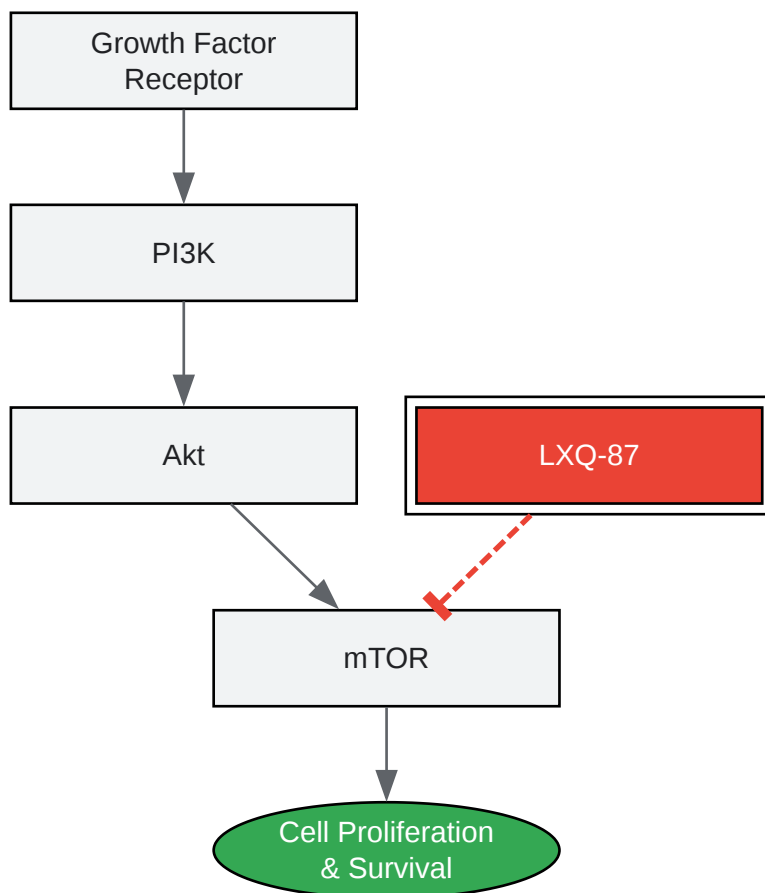 Growth Factor
Receptor
PI3K
Akt
LXQ-87
mTOR
Cell Proliferation
& Survival